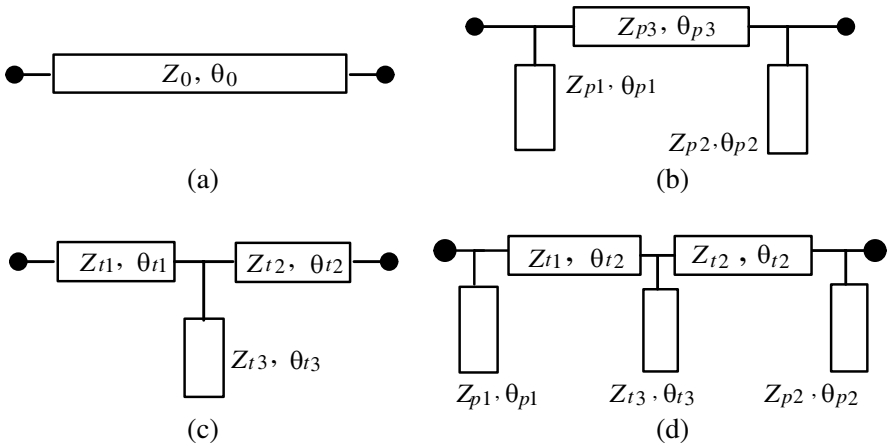 Z0, θ0
(a)
Zp3, θp3
Zp1, θp1
Zp2, θp2
(b)
Zt1, θt1
Zt2, θt2
Zt3, θt3
(c)
Zt1, θt2
Zt2, θt2
Zp1, θp1
Zt3, θt3
Zp2, θp2
(d)